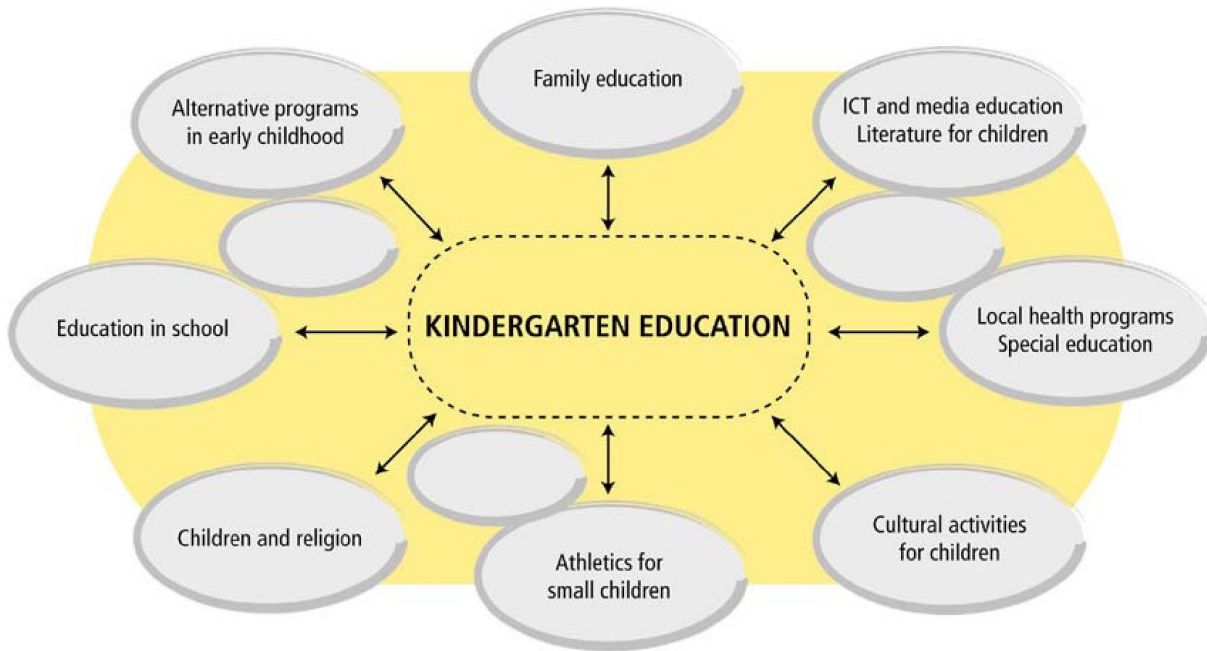 Family education
Alternative programs
in early childhood
ICT and media education
Literature for children
Education in school
KINDERGARTEN EDUCATION
Local health programs
Special education
Children and religion
Athletics for
small children
Cultural activities
for children